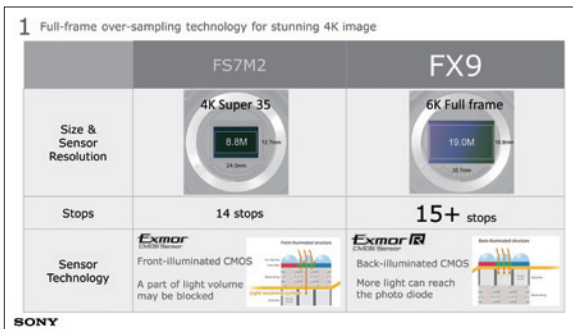 1 Full-frame over-sampling technology for stunning 4K image
FS7M2
FX9
Size &
Sensor
Resolution
4K Super 35
8.8M
12.7mm
24.0mm
6K Full frame
19.0M
18.8mm
35.7mm
Stops
14 stops
15+ stops
Sensor
Technology
Exmor
CMOS Sensor
Front-illuminated CMOS
A part of light volume
may be blocked
Front-illuminated structure
Exmor R
CMOS Sensor
Back-illuminated CMOS
More light can reach
the photo diode
Back-illuminated structure
SONY